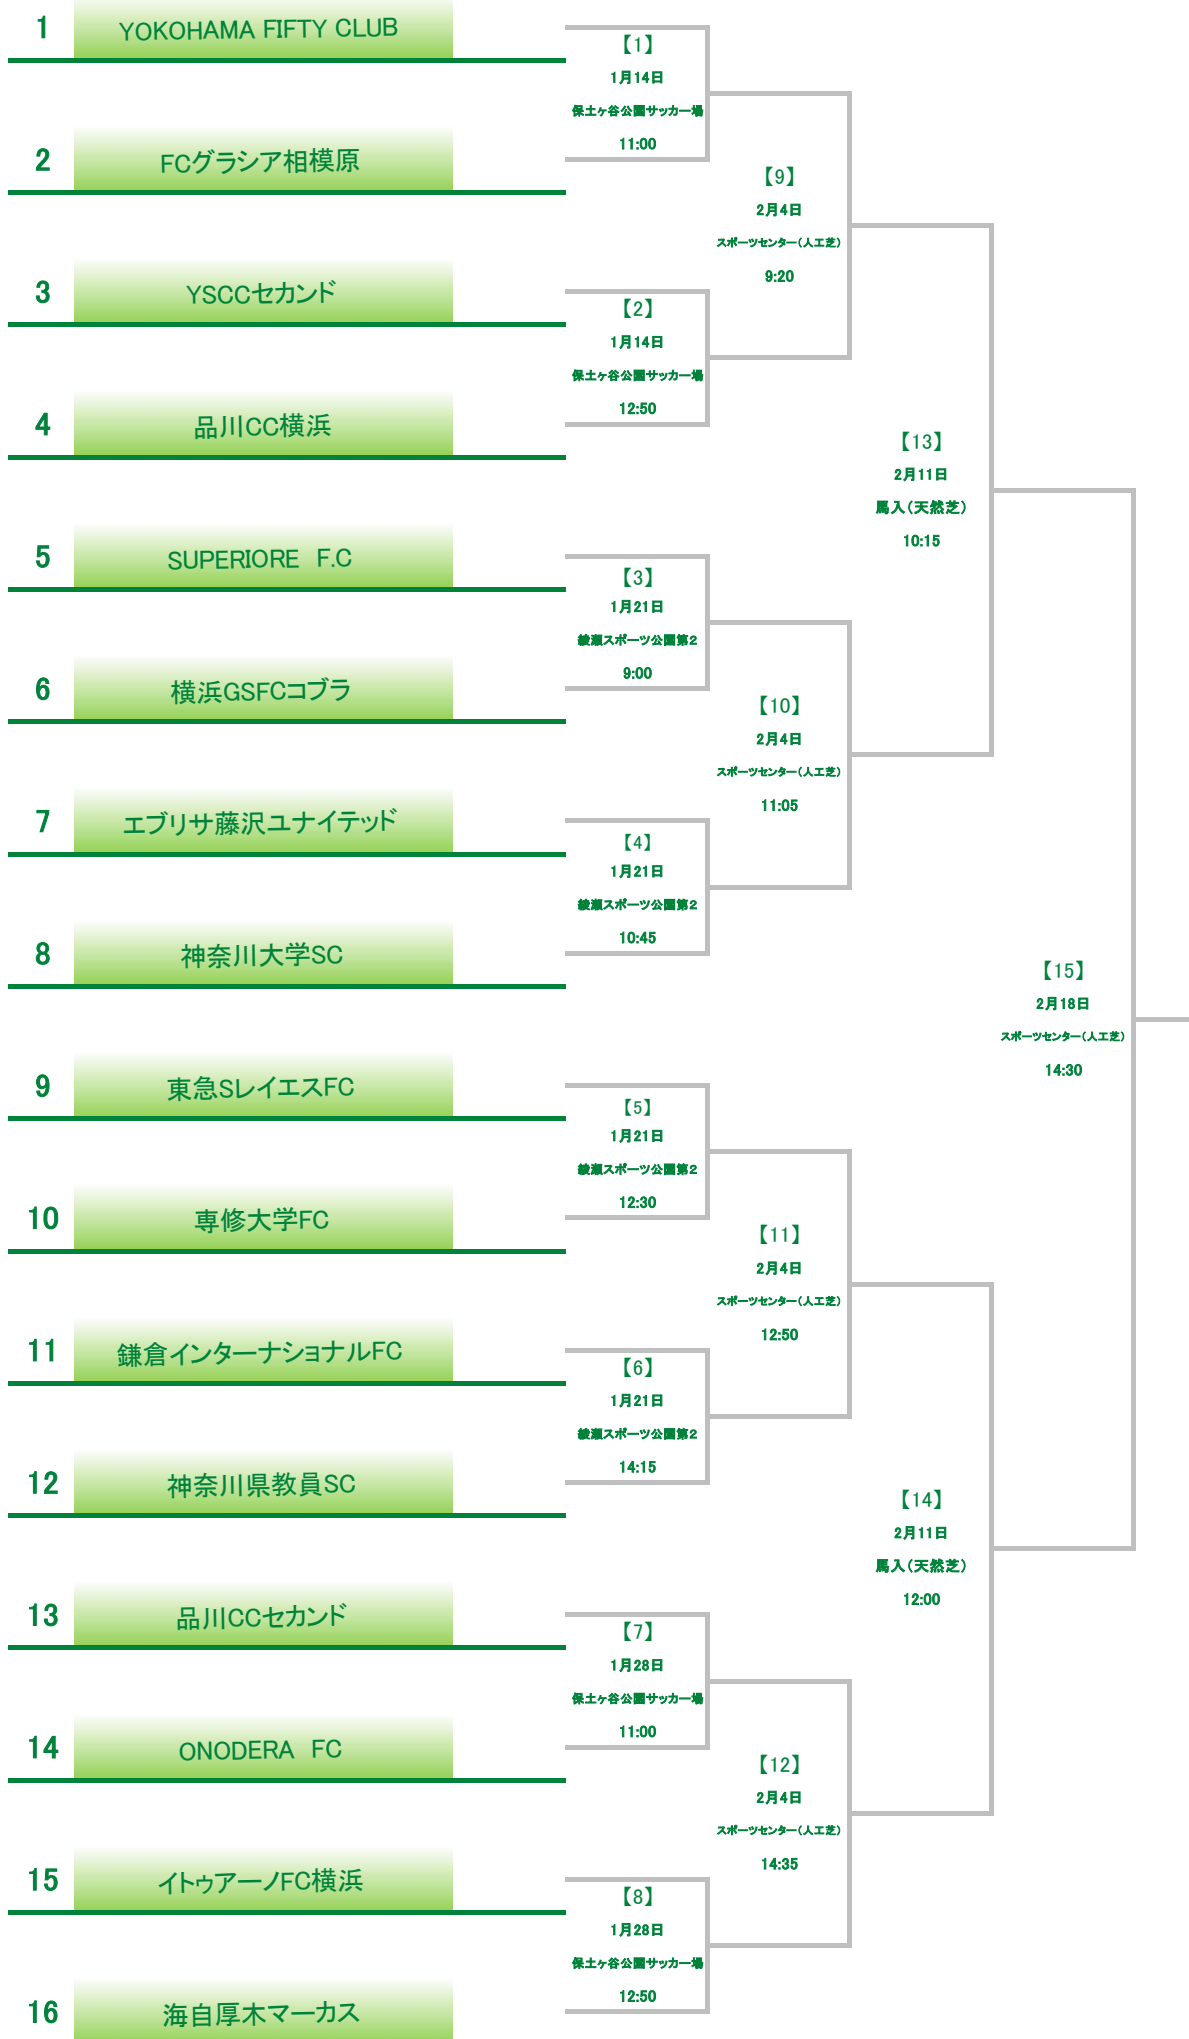 1 YOKOHAMA FIFTY CLUB
【1】
1月14日
保土ヶ谷公園サッカー場
11:00
2 FCグラシア相模原
【9】
2月4日
スポーツセンター(人工芝)
9:20
3 YSCCセカンド
【2】
1月14日
保土ヶ谷公園サッカー場
12:50
4 品川CC横浜
【13】
2月11日
馬入(天然芝)
10:15
5 SUPERIORE F.C
【3】
1月21日
綾瀬スポーツ公園第2
9:00
6 横浜GSFCコブラ
【10】
2月4日
スポーツセンター(人工芝)
11:05
7 エブリサ藤沢ユナイテッド
【4】
1月21日
綾瀬スポーツ公園第2
10:45
8 神奈川大学SC
【15】
2月18日
スポーツセンター(人工芝)
14:30
9 東急SレイエスFC
【5】
1月21日
綾瀬スポーツ公園第2
12:30
10 専修大学FC
【11】
2月4日
スポーツセンター(人工芝)
12:50
11 鎌倉インターナショナルFC
【6】
1月21日
綾瀬スポーツ公園第2
14:15
12 神奈川県教員SC
【14】
2月11日
馬入(天然芝)
12:00
13 品川CCセカンド
【7】
1月28日
保土ヶ谷公園サッカー場
11:00
14 ONODERA FC
【12】
2月4日
スポーツセンター(人工芝)
14:35
15 イトゥアーノFC横浜
【8】
1月28日
保土ヶ谷公園サッカー場
12:50
16 海自厚木マーカス